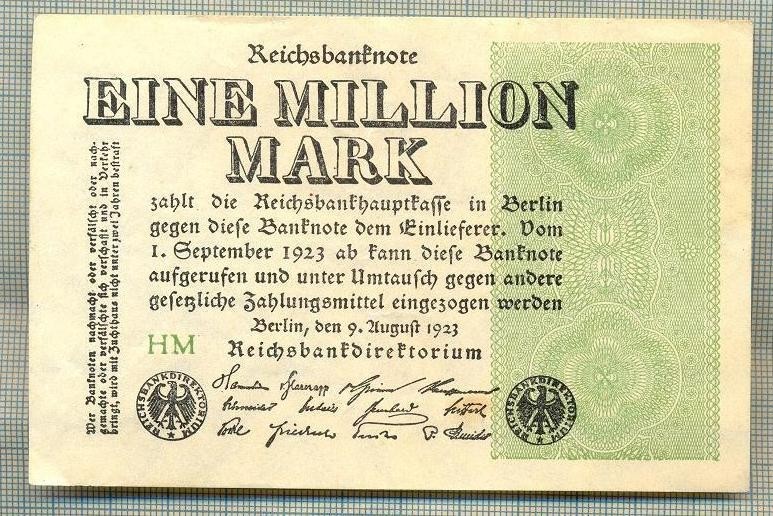 Reichsbanknote
EINE MILLION
MARK
zahlt die Reichsbankhauptkasse in Berlin
gegen diese Banknote dem Einlieferer. Vom
1. September 1923 ab kann diese Banknote
aufgerufen und unter Umtausch gegen andere
gesetzliche Zahlungsmittel eingezogen werden
Berlin, den 9. August 1923
HM Reichsbankdirektorium
REICHSBANKDIREKTORIUM
REICHSBANKDIREKTORIUM
Wer Banknoten nachmacht oder verfälscht oder nach-
gemachte oder verfälschte sich verschafft und in Verkehr
bringt, wird mit Zuchthaus nicht unter zwei Jahren bestraft